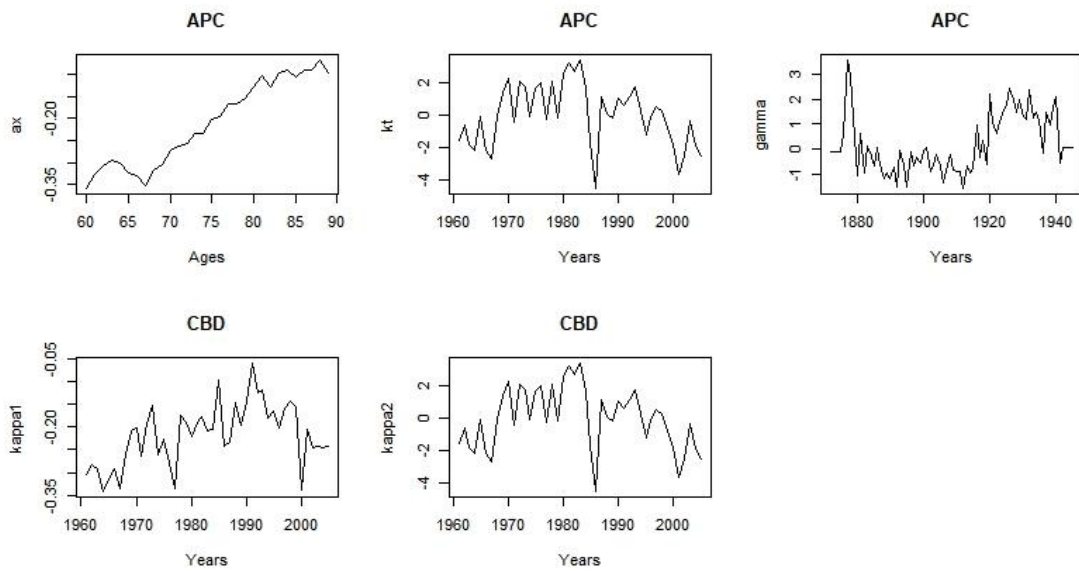 APC
ax
-0.35
-0.20
60 65 70 75 80 85 90
Ages
APC
kt
-4 -2 0 2
1960 1970 1980 1990 2000
Years
APC
gamma
-1 0 1 2 3
1880 1900 1920 1940
Years
CBD
kappa1
-0.35 -0.20 -0.05
1960 1970 1980 1990 2000
Years
CBD
kappa2
-4 -2 0 2
1960 1970 1980 1990 2000
Years